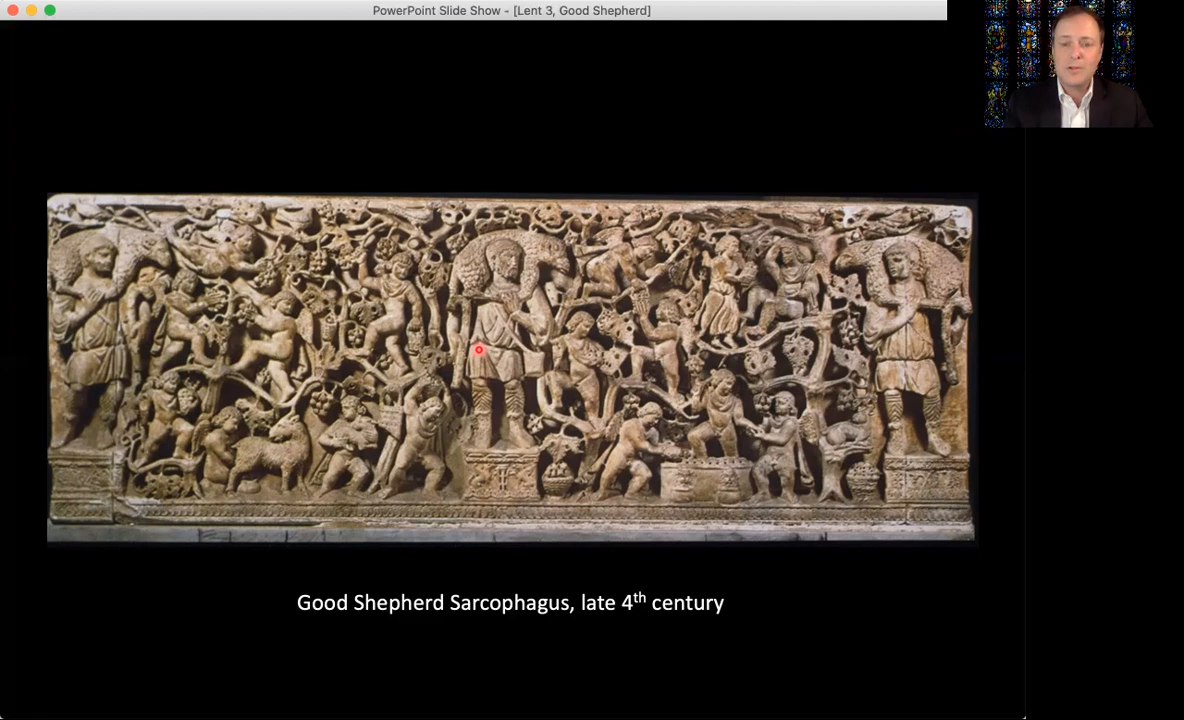 PowerPoint Slide Show - [Lent 3, Good Shepherd]
Good Shepherd Sarcophagus, late 4th century